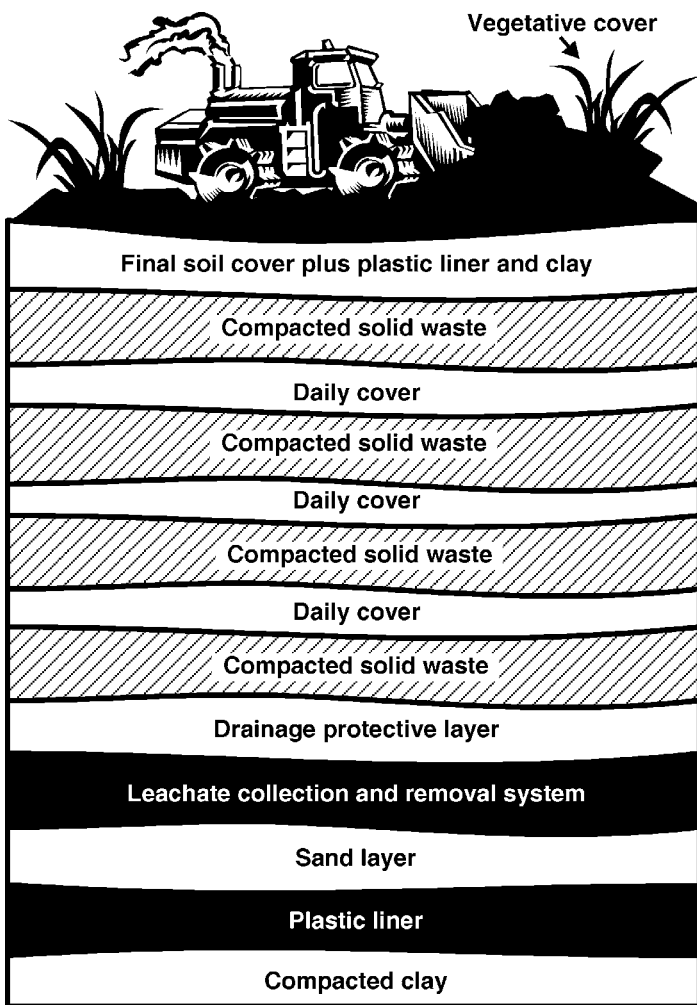 Vegetative cover
Final soil cover plus plastic liner and clay
Compacted solid waste
Daily cover
Compacted solid waste
Daily cover
Compacted solid waste
Daily cover
Compacted solid waste
Drainage protective layer
Leachate collection and removal system
Sand layer
Plastic liner
Compacted clay